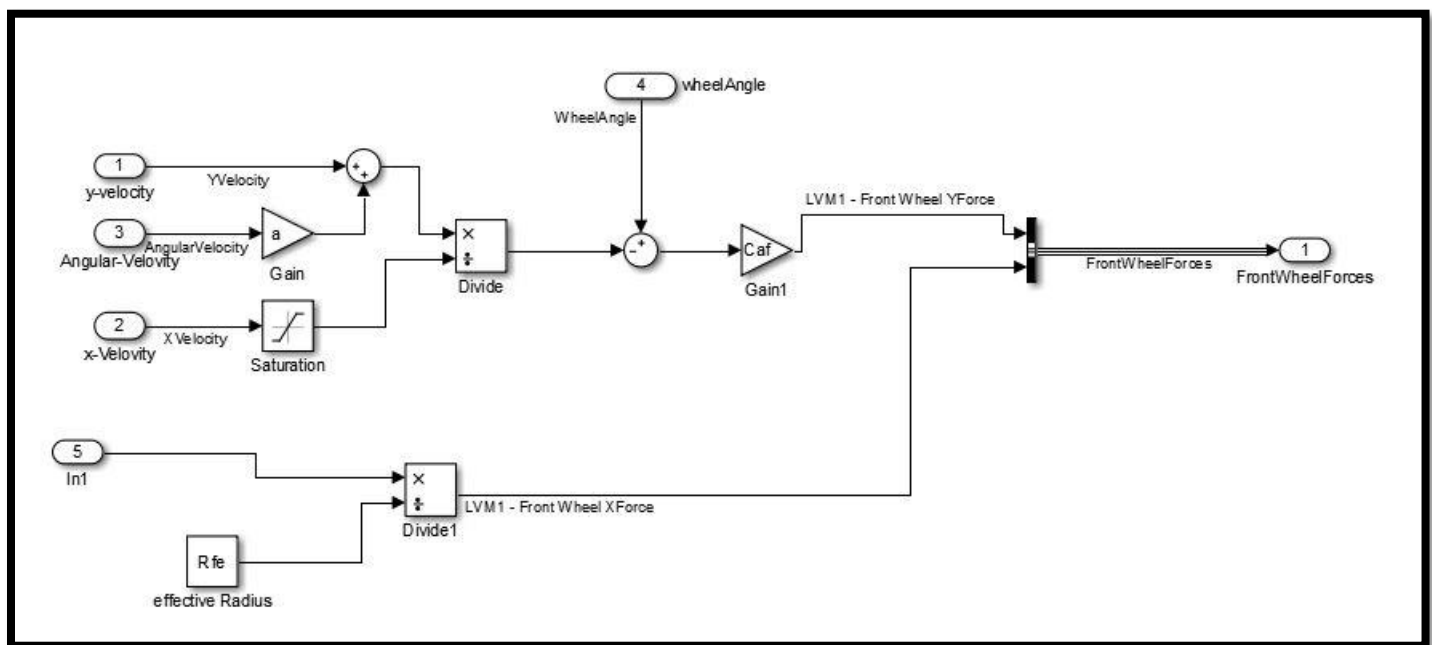 4
wheelAngle
WheelAngle
1
YVelocity
y-velocity
LVM1 - Front Wheel YForce
3
AngularVelocity
a
Angular-Velovity
Gain
×
÷
Divide
Caf
Gain1
FrontWheelForces
1
FrontWheelForces
2
XVelocity
x-Velovity
Saturation
5
In1
×
÷
LVM1 - Front Wheel XForce
Divide1
Rfe
effective Radius